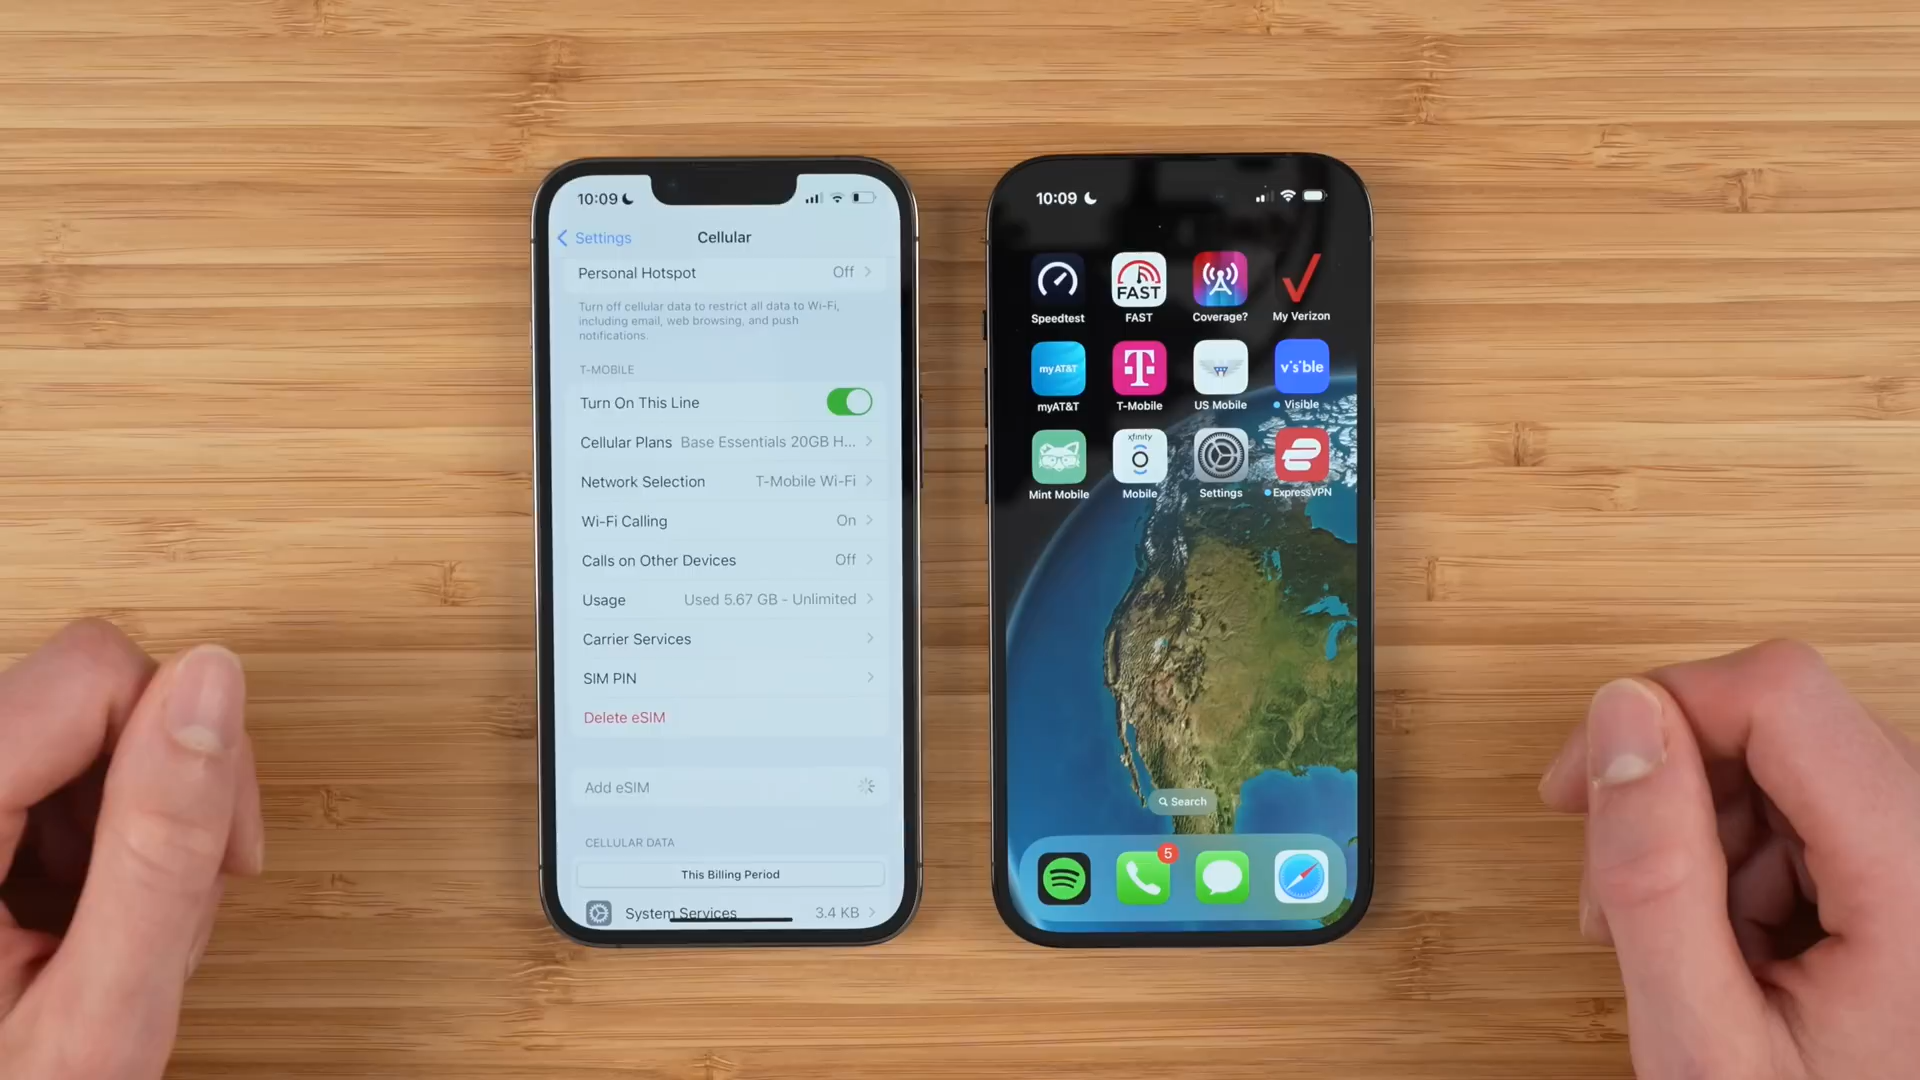 10:09
Settings
Cellular
Personal Hotspot Off
Turn off cellular data to restrict all data to Wi-Fi,
including email, web browsing, and push
notifications.
T-MOBILE
Turn On This Line
Cellular Plans Base Essentials 20GB H...
Network Selection T-Mobile Wi-Fi
Wi-Fi Calling On
Calls on Other Devices Off
Usage Used 5.67 GB - Unlimited
Carrier Services
SIM PIN
Delete eSIM
Add eSIM
CELLULAR DATA
This Billing Period
System Services 3.4 KB
10:09
FAST
Speedtest FAST Coverage? My Verizon
my AT&T T visible
myAT&T T-Mobile US Mobile Visible
xfinity
Mint Mobile Mobile Settings ExpressVPN
Search
5